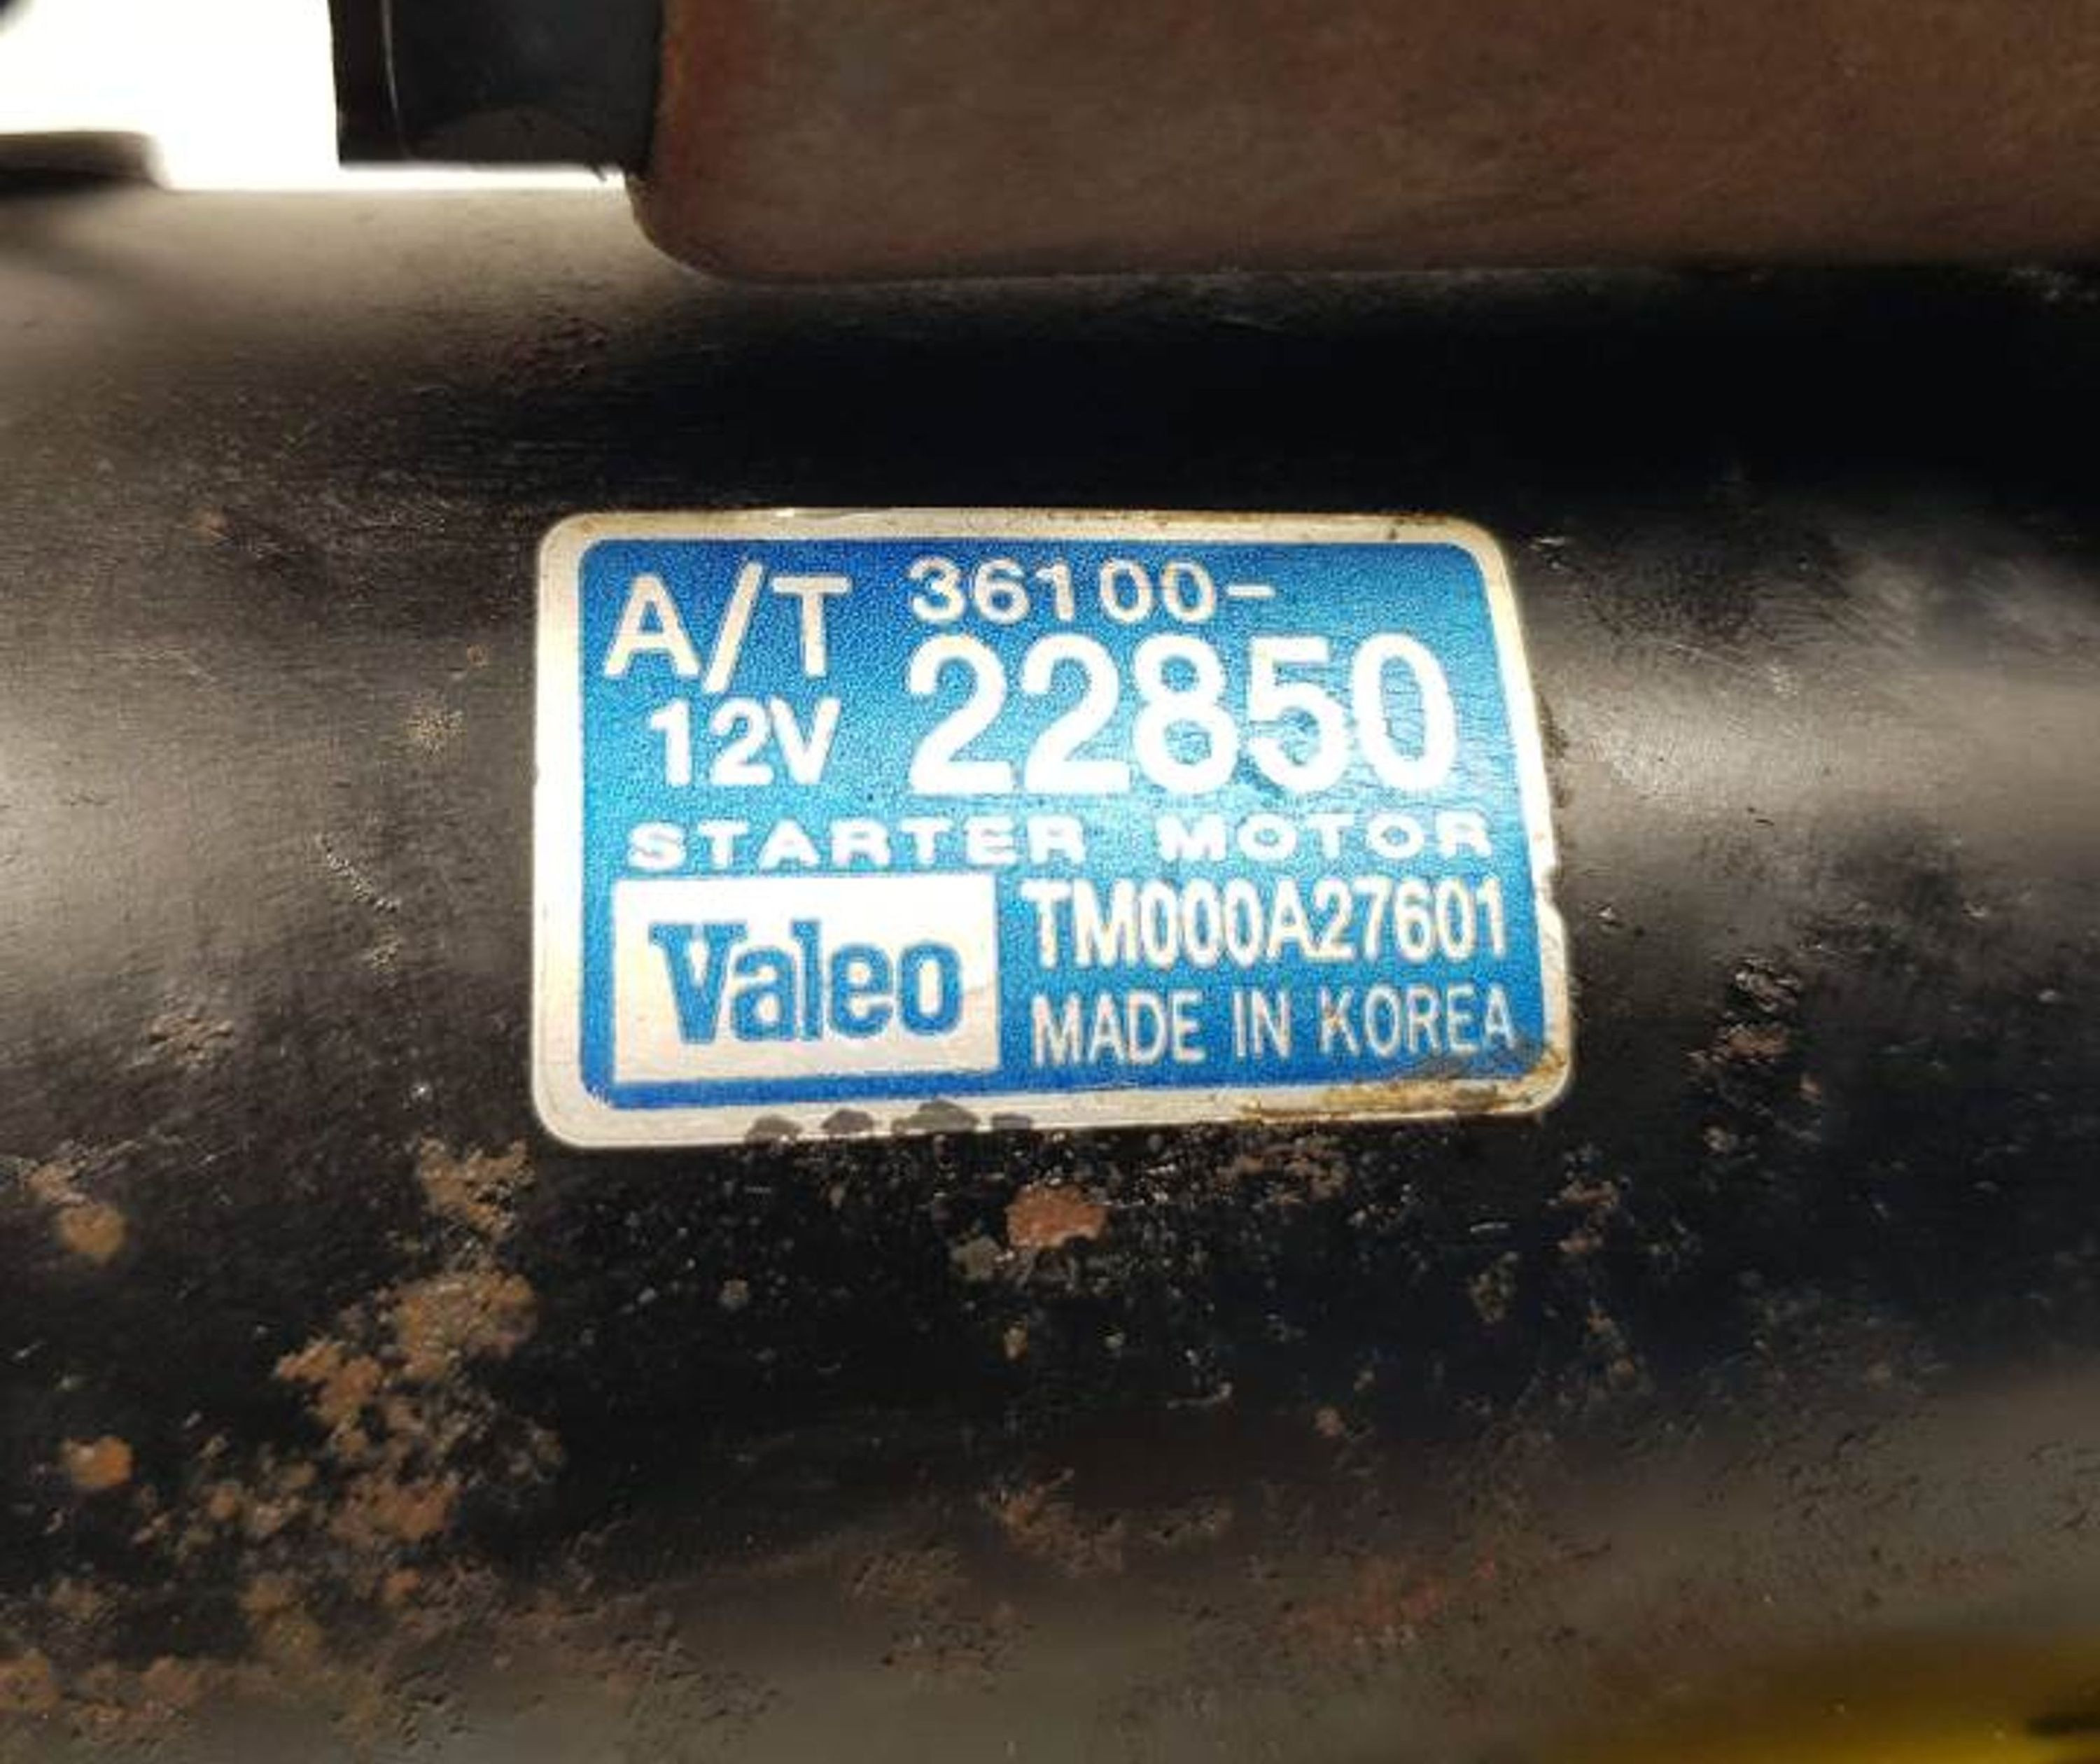 A/T 36100-
12V 22850
STARTER MOTOR
Valeo TM000A27601
MADE IN KOREA